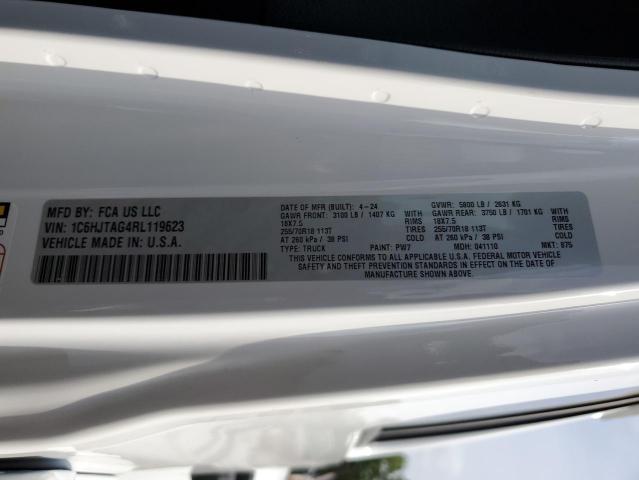 MFD BY: FCA US LLC
VIN: 1C6HJTAG4RL119623
VEHICLE MADE IN U.S.A.
DATE OF MFR (BUILT): 4-24 GVWR: 5800 LB / 2631 KG
GAWR FRONT: 3100 LB / 1407 KG WITH GAWR REAR: 3750 LB / 1701 KG WITH
18X7.5 RIMS 18X7.5 RIMS
255/70R18 113T TIRES 255/70R18 113T TIRES
AT 260 kPa / 38 PSI COLD AT 260 kPa / 38 PSI COLD
TYPE: TRUCK PAINT: PW7 MDH: 041110 MKT: 875
THIS VEHICLE CONFORMS TO ALL APPLICABLE U.S.A. FEDERAL MOTOR VEHICLE
SAFETY AND THEFT PREVENTION STANDARDS IN EFFECT ON THE DATE OF
MANUFACTURE SHOWN ABOVE.